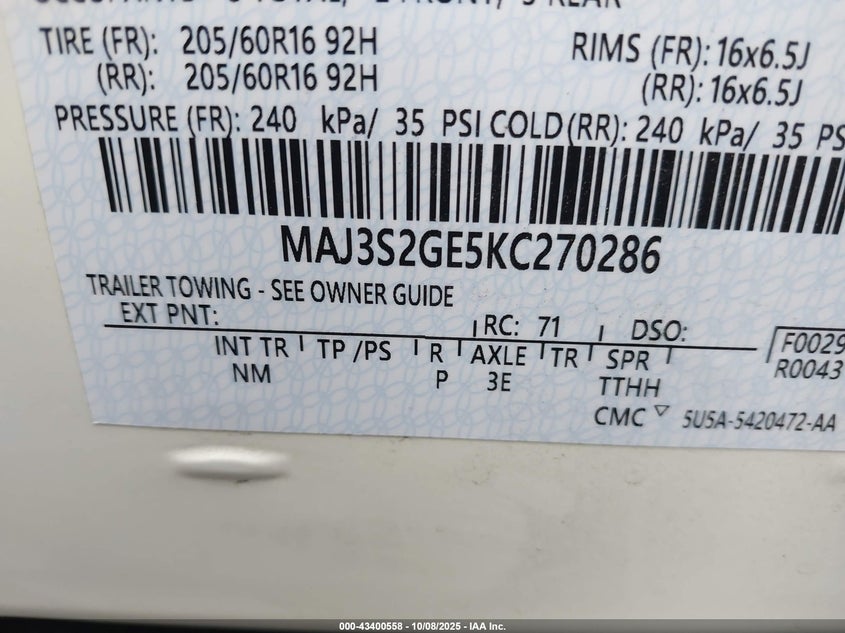 TIRE (FR): 205/60R16 92H RIMS (FR): 16x6.5J
(RR): 205/60R16 92H (RR): 16x6.5J
PRESSURE (FR): 240 kPa/ 35 PSI COLD (RR): 240 kPa/ 35 PS
MAJ3S2GE5KC270286
TRAILER TOWING - SEE OWNER GUIDE
EXT PNT: RC: 71 DSO:
INT TR TP /PS R AXLE TR SPR F0029
NM P 3E TTHH R0043
CMC 5U5A-5420472-AA
000-43400558 - 10/08/2025 - IAA Inc.